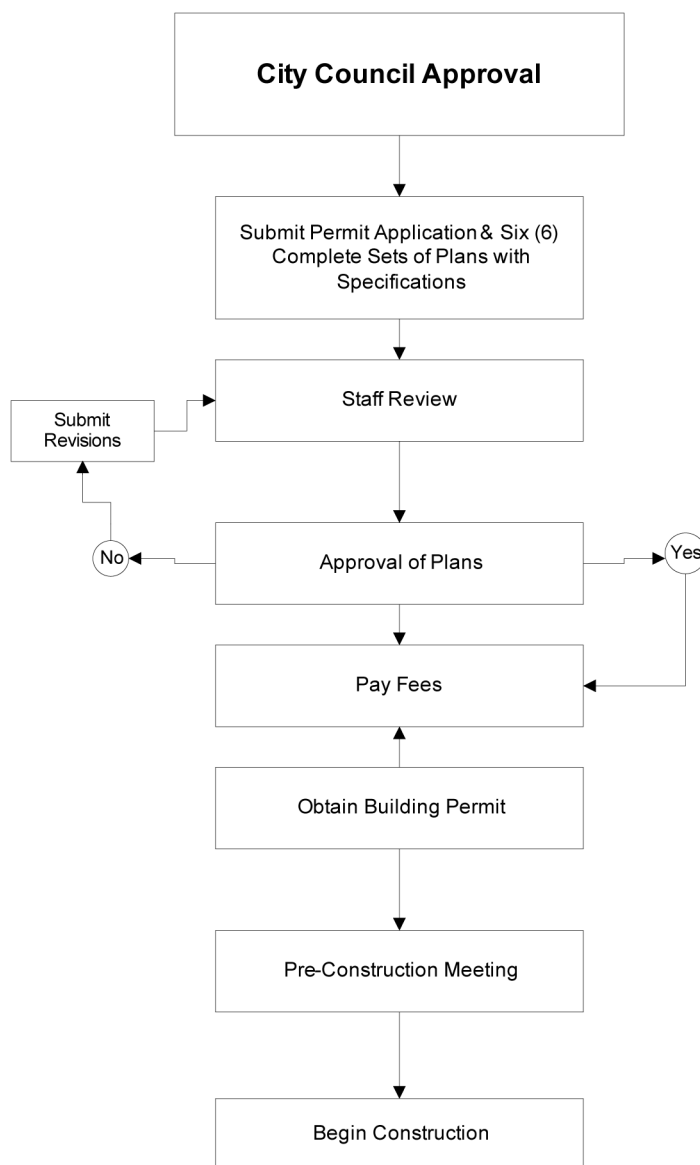 City Council Approval
Submit Permit Application & Six (6)
Complete Sets of Plans with
Specifications
Staff Review
Submit
Revisions
No
Approval of Plans
Yes
Pay Fees
Obtain Building Permit
Pre-Construction Meeting
Begin Construction